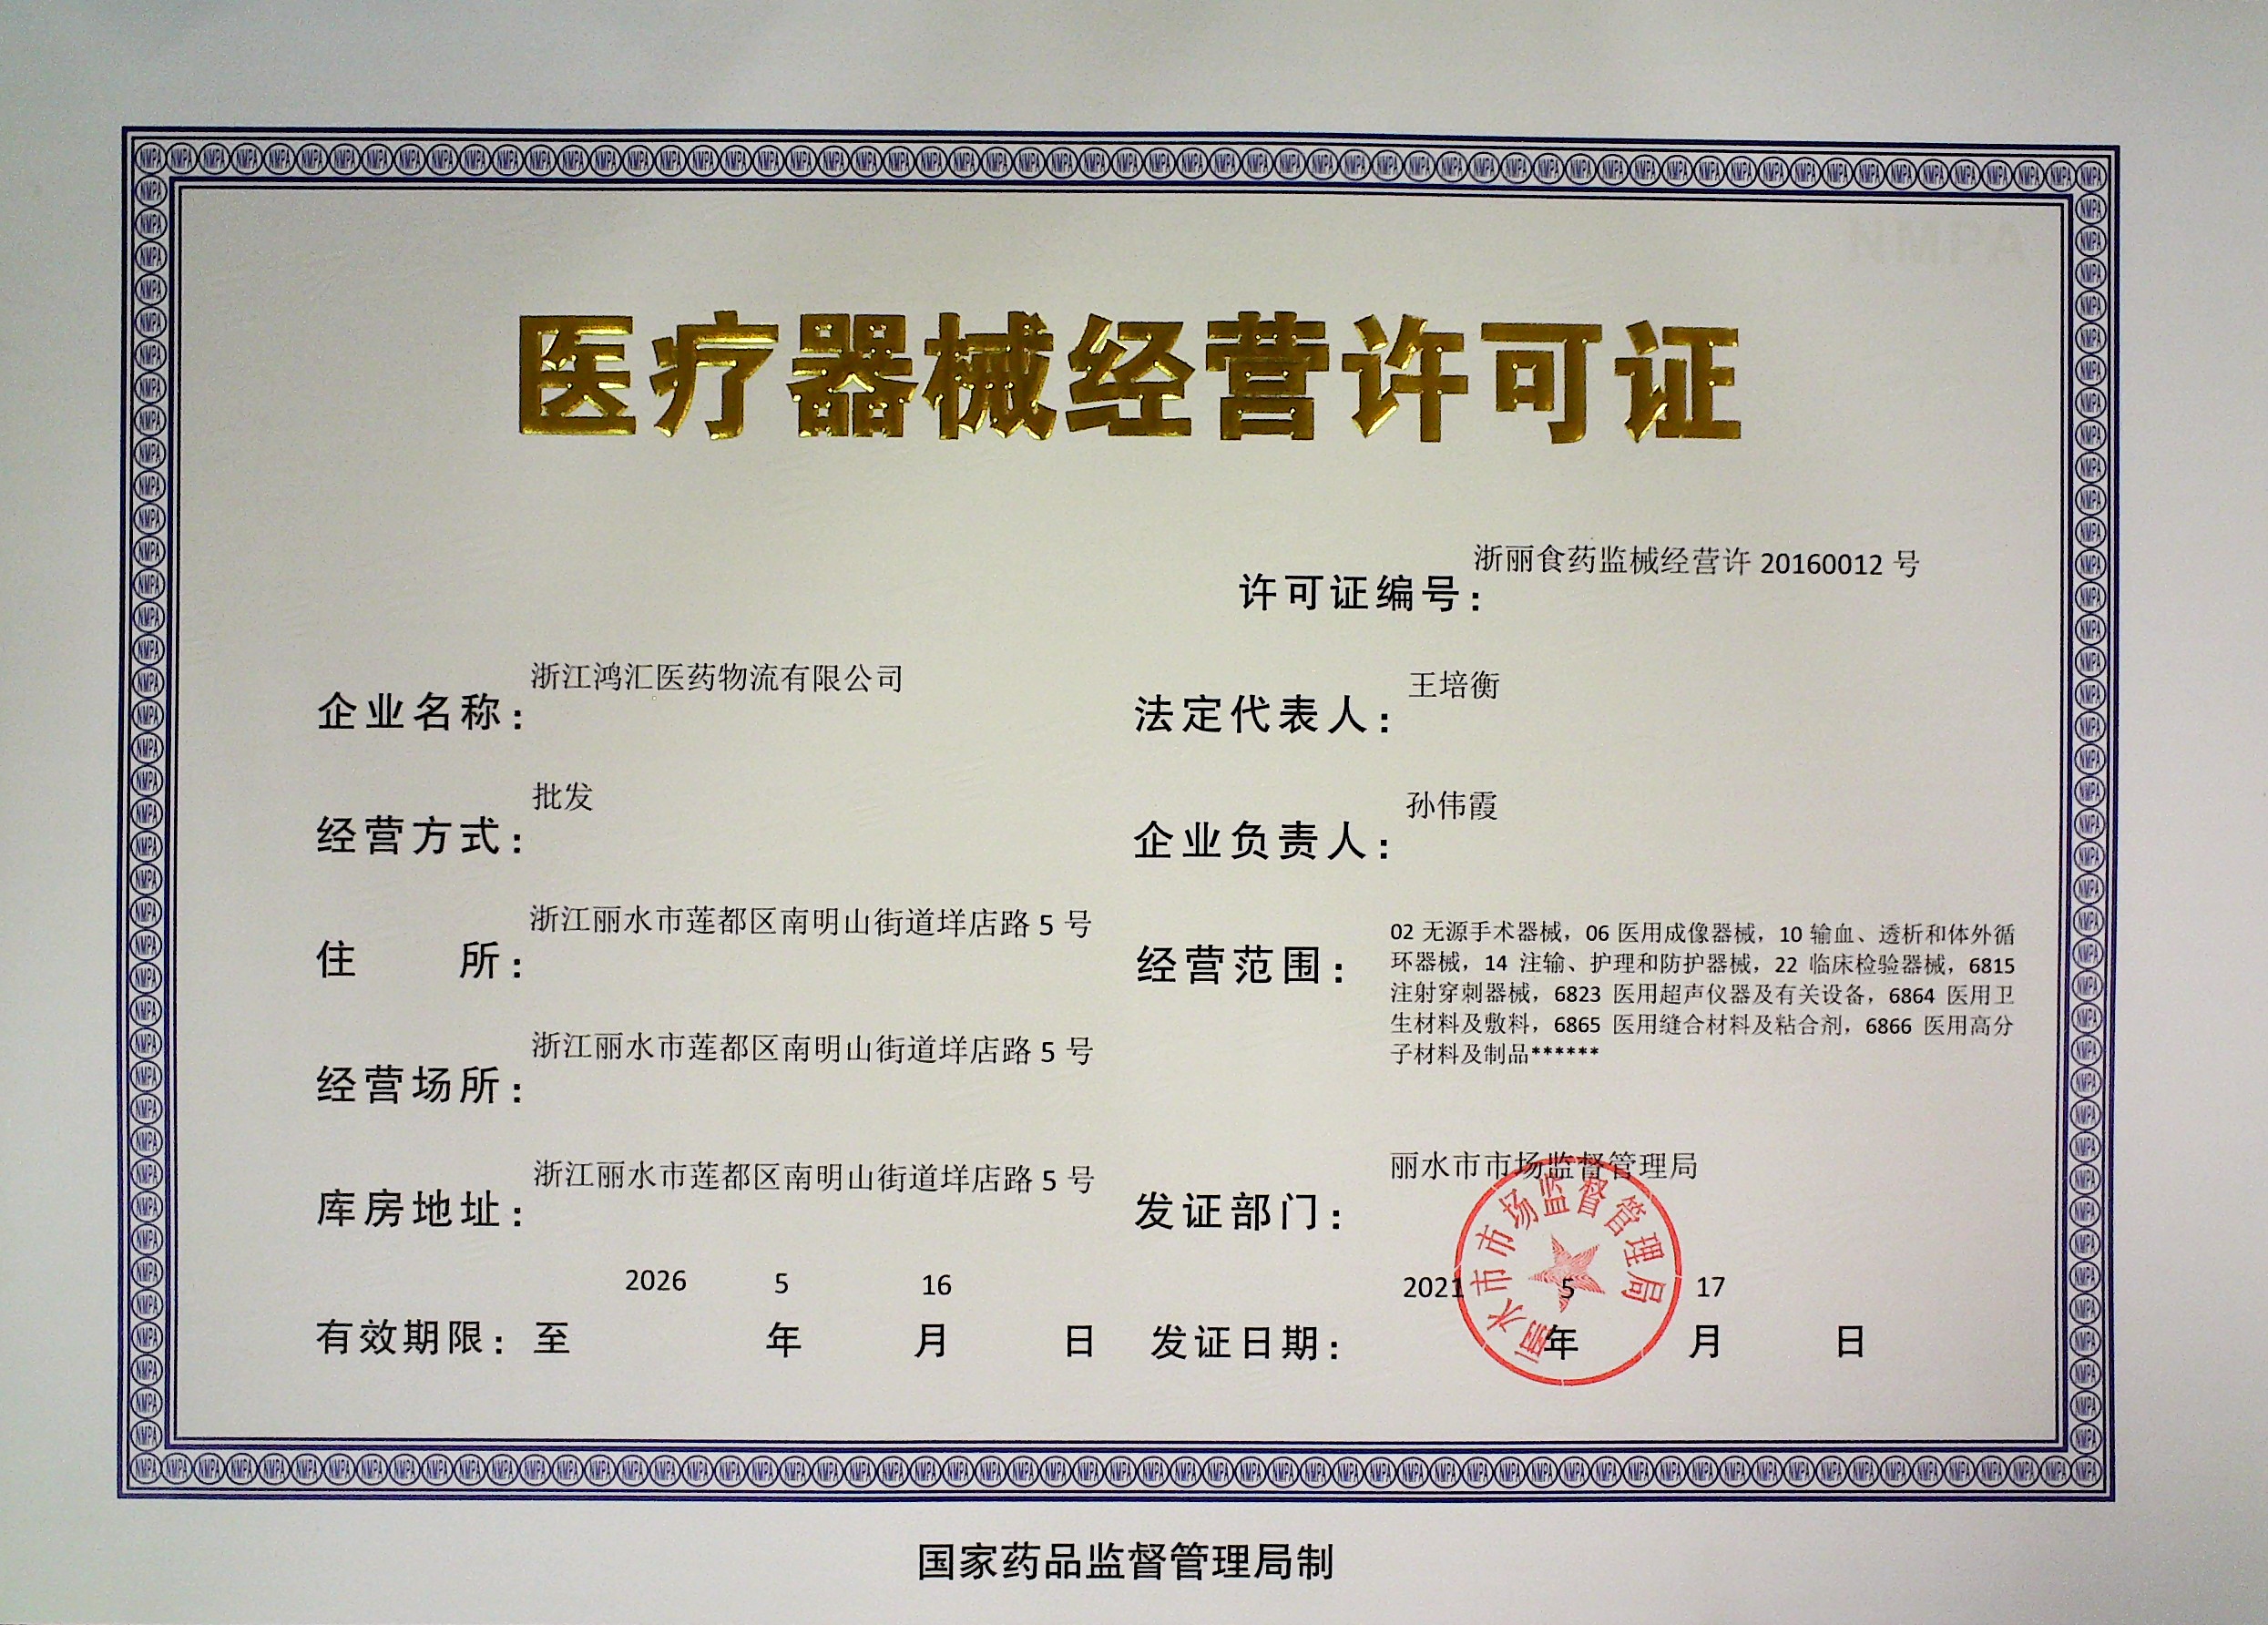 NMPA
医疗器械经营许可证
许可证编号：浙丽食药监械经营许 20160012 号
企业名称：浙江鸿汇医药物流有限公司
法定代表人：王培衡
经营方式：批发
企业负责人：孙伟霞
住 所：浙江丽水市莲都区南明山街道垟店路 5 号
经营范围：02 无源手术器械，06 医用成像器械，10 输血、透析和体外循
环器械，14 注输、护理和防护器械，22 临床检验器械，6815
注射穿刺器械，6823 医用超声仪器及有关设备，6864 医用卫
生材料及敷料，6865 医用缝合材料及粘合剂，6866 医用高分
子材料及制品******
经营场所：浙江丽水市莲都区南明山街道垟店路 5 号
库房地址：浙江丽水市莲都区南明山街道垟店路 5 号
发证部门：丽水市市场监督管理局
丽水市市场监督管理局
有效期限：至 2026 年 5 月 16 日
发证日期：2021 年 5 月 17 日
国家药品监督管理局制